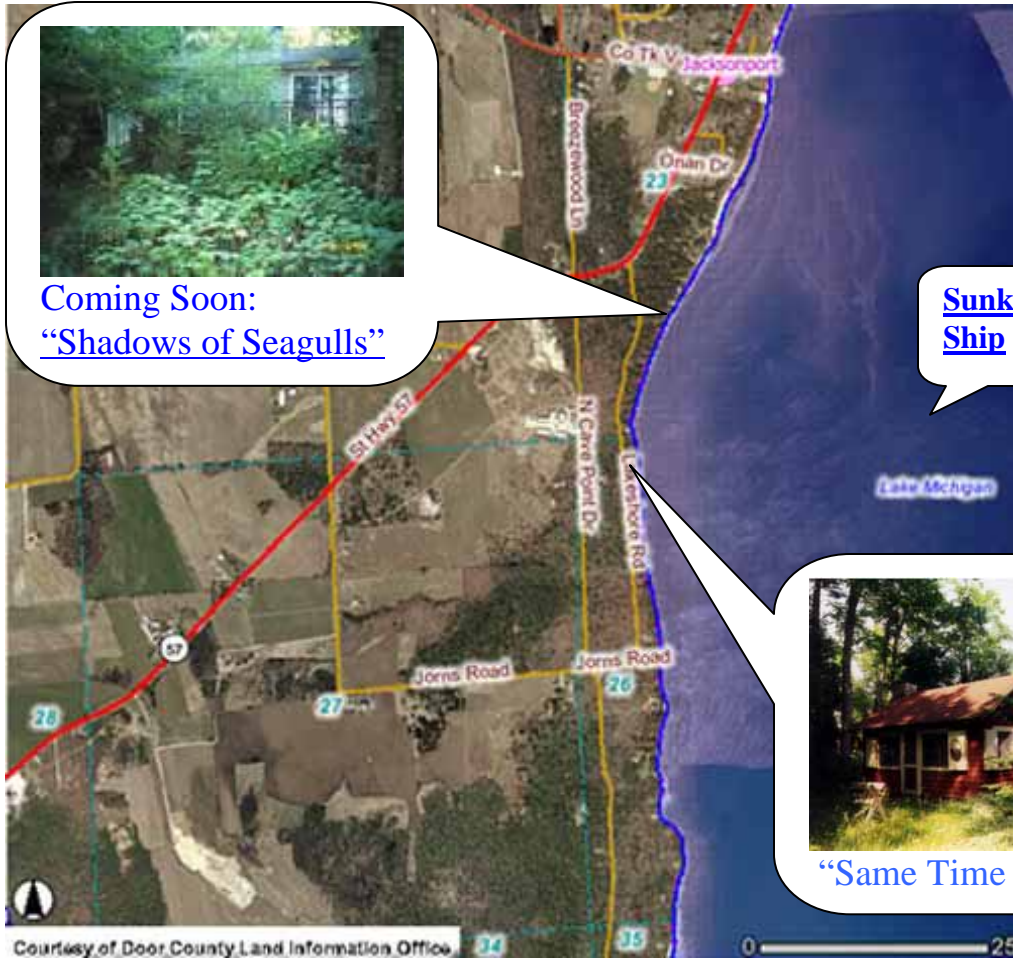 Co Tk V
Jacksonport
Breezewood Ln
Onan Dr
23
Coming Soon:
“Shadows of Seagulls”
Sunk
Ship
St Hwy 57
N Cave Point Dr
Lakeshore Rd
Lake Michigan
57
Jorns Road
Jorns Road
26
27
28
“Same Time
34
35
0
25
Courtesy of Door County Land Information Office